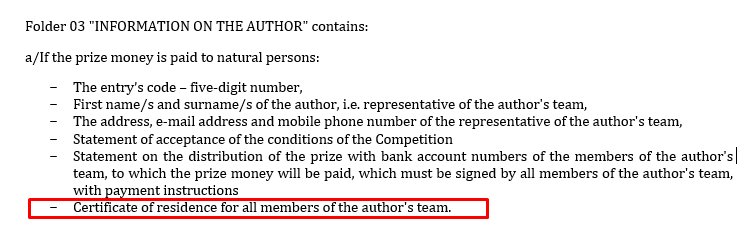 Folder 03 "INFORMATION ON THE AUTHOR" contains:
a/If the prize money is paid to natural persons:
– The entry's code – five-digit number,
– First name/s and surname/s of the author, i.e. representative of the author's team,
– The address, e-mail address and mobile phone number of the representative of the author's team,
– Statement of acceptance of the conditions of the Competition
– Statement on the distribution of the prize with bank account numbers of the members of the author's
team, to which the prize money will be paid, which must be signed by all members of the author's team,
with payment instructions
– Certificate of residence for all members of the author's team.